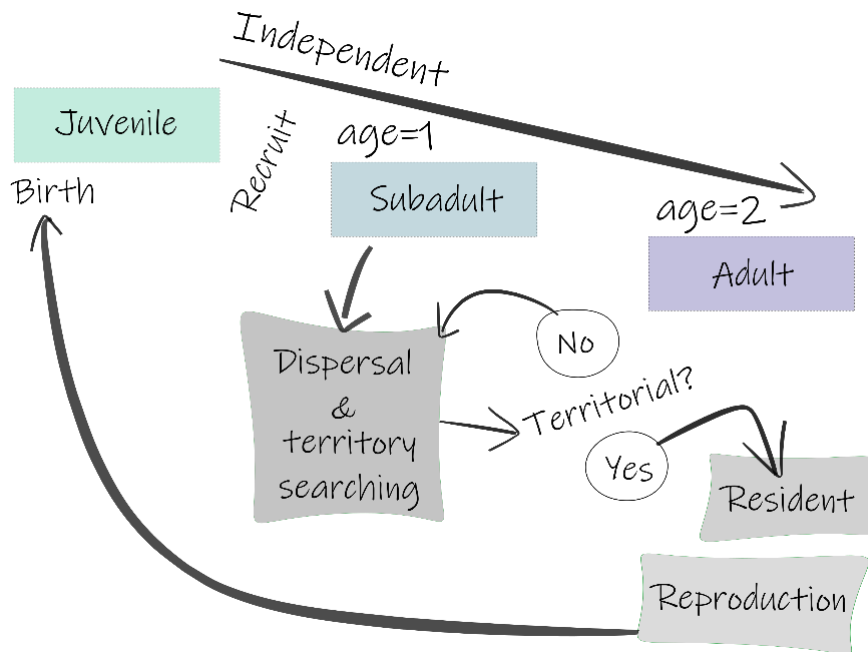 Independent
Juvenile
Recruit
age=1
Birth
Subadult
age=2
Adult
Dispersal
&
territory
searching
No
Territorial?
Yes
Resident
Reproduction